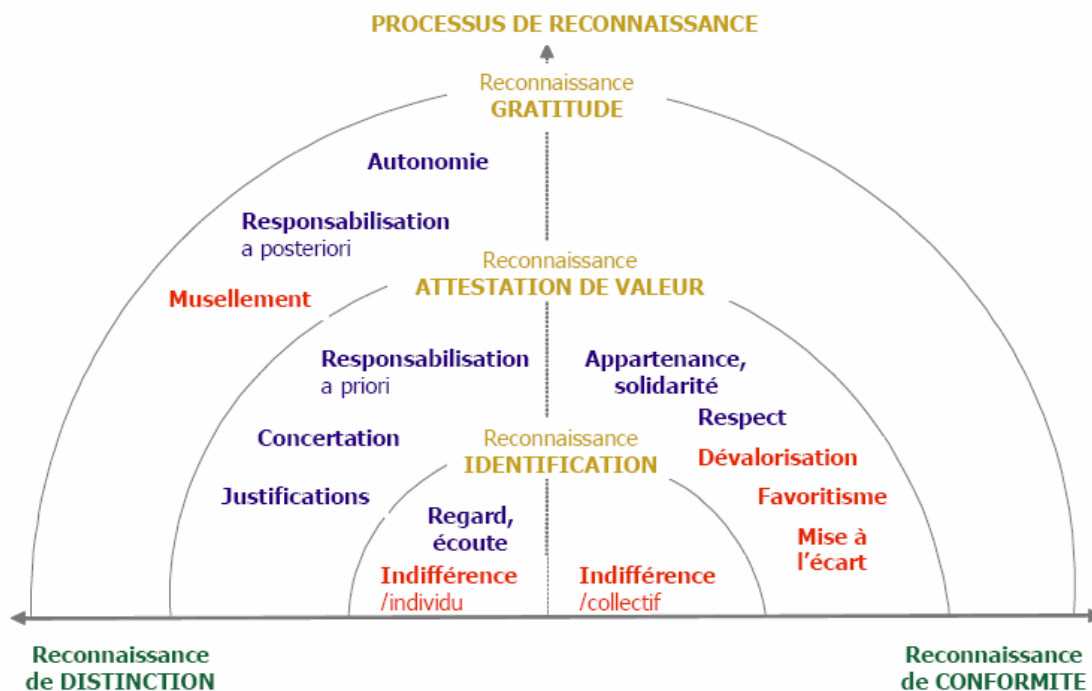 PROCESSUS DE RECONNAISSANCE
Reconnaissance
GRATITUDE
Autonomie
Responsabilisation
a posteriori
Reconnaissance
ATTESTATION DE VALEUR
Musellement
Responsabilisation
a priori
Appartenance,
solidarité
Respect
Concertation
Reconnaissance
IDENTIFICATION
Dévalorisation
Justifications
Favoritisme
Regard,
écoute
Mise à
l'écart
Indifférence
/individu
Indifférence
/collectif
Reconnaissance
de DISTINCTION
Reconnaissance
de CONFORMITE